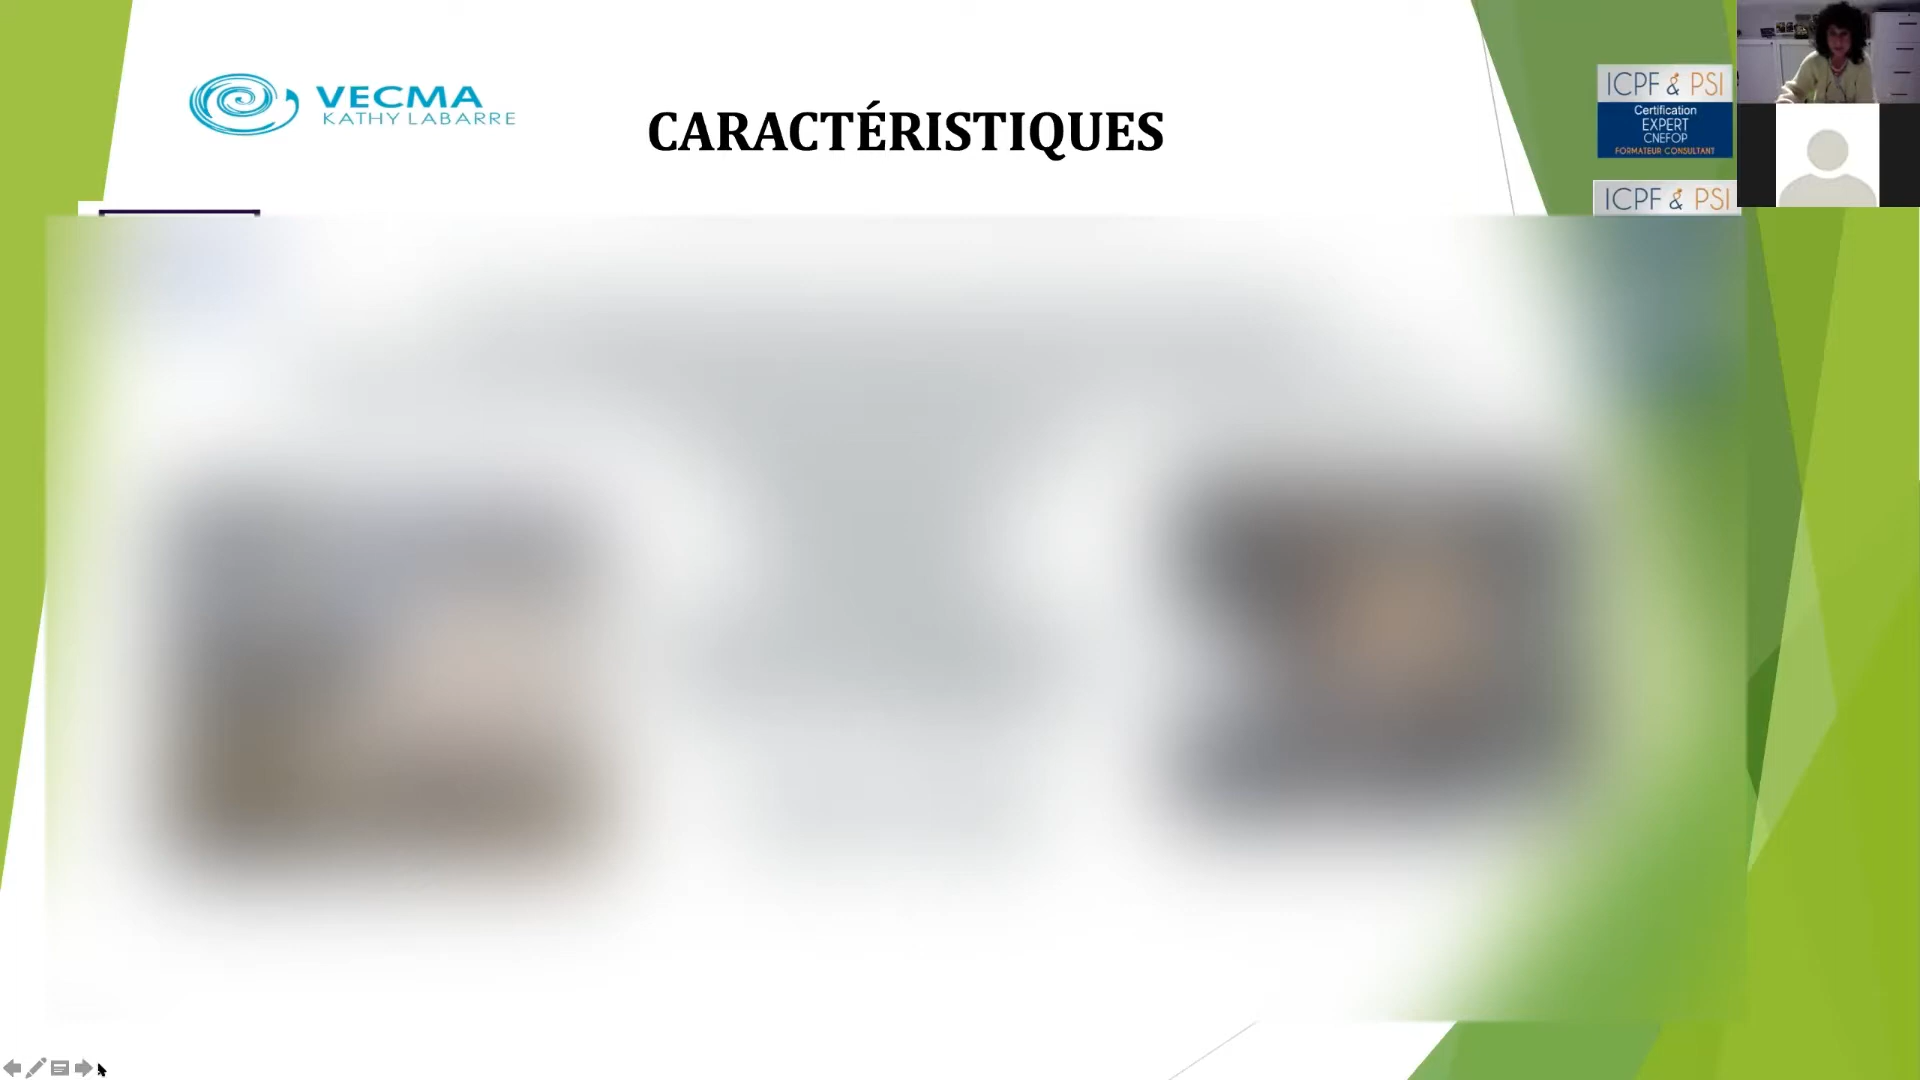 VECMA
KATHY LABARRE
CARACTÉRISTIQUES
ICPF & PSI
Certification
EXPERT
CNEFOP
FORMATEUR CONSULTANT
ICPF & PSI